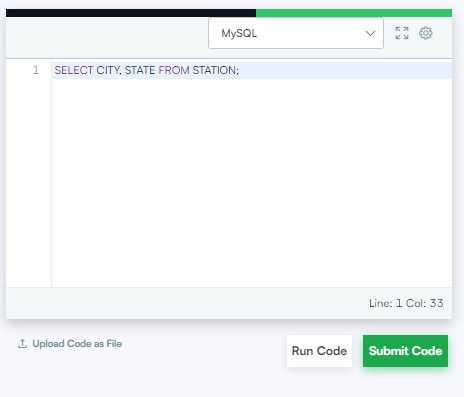 MySQL
1 SELECT CITY, STATE FROM STATION;
Line: 1 Col: 33
Upload Code as File
Run Code Submit Code